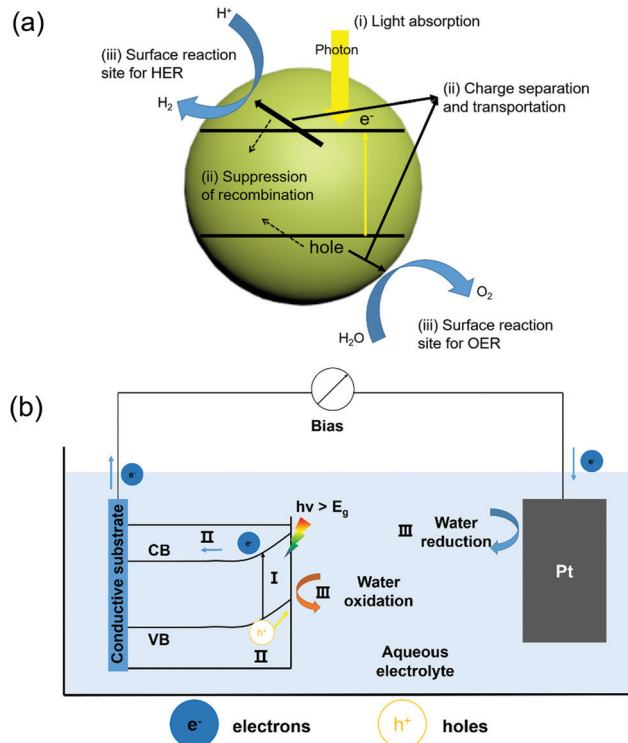 (a)
(i) Light absorption
H⁺
Photon
(iii) Surface reaction
site for HER
H₂
(ii) Charge separation
and transportation
e⁻
(ii) Suppression
of recombination
hole
O₂
H₂O
(iii) Surface reaction
site for OER
(b)
Bias
e⁻
e⁻
Conductive substrate
hv > E_g
CB
II
e⁻
I
III
Water
oxidation
VB
h⁺
II
III
Water
reduction
Pt
Aqueous
electrolyte
e⁻ electrons
h⁺ holes